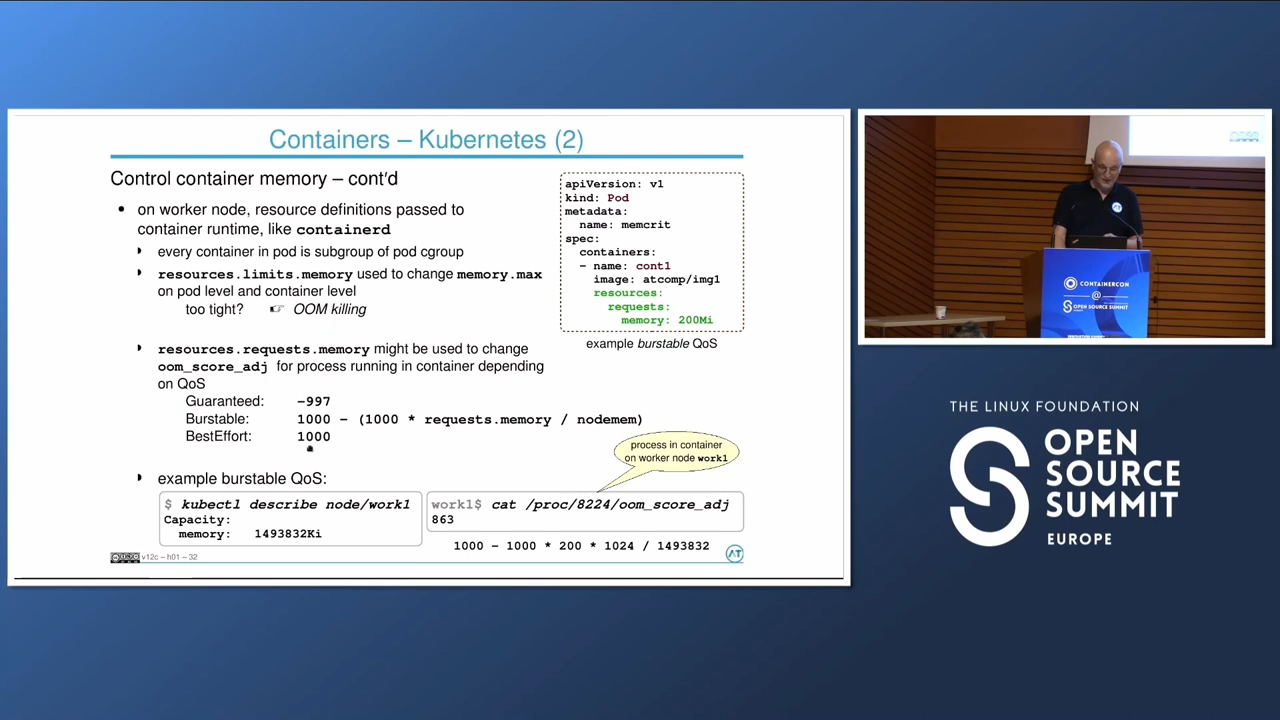 Containers – Kubernetes (2)
Control container memory – cont'd
• on worker node, resource definitions passed to
container runtime, like containerd
every container in pod is subgroup of pod cgroup
resources.limits.memory used to change memory.max
on pod level and container level
too tight? ☞ OOM killing
resources.requests.memory might be used to change
oom_score_adj for process running in container depending
on QoS
Guaranteed: -997
Burstable: 1000 - (1000 * requests.memory / nodemem)
BestEffort: 1000
example burstable QoS:
$ kubectl describe node/work1
Capacity:
memory: 1493832Ki
apiVersion: v1
kind: Pod
metadata:
name: memcrit
spec:
containers:
- name: cont1
image: atcomp/img1
resources:
requests:
memory: 200Mi
example burstable QoS
process in container
on worker node work1
work1$ cat /proc/8224/oom_score_adj
863
1000 - 1000 * 200 * 1024 / 1493832
v12c – h01 – 32
AT
CONTAINERCON
@
OPEN SOURCE SUMMIT
THE LINUX FOUNDATION
OPEN
SOURCE
SUMMIT
EUROPE